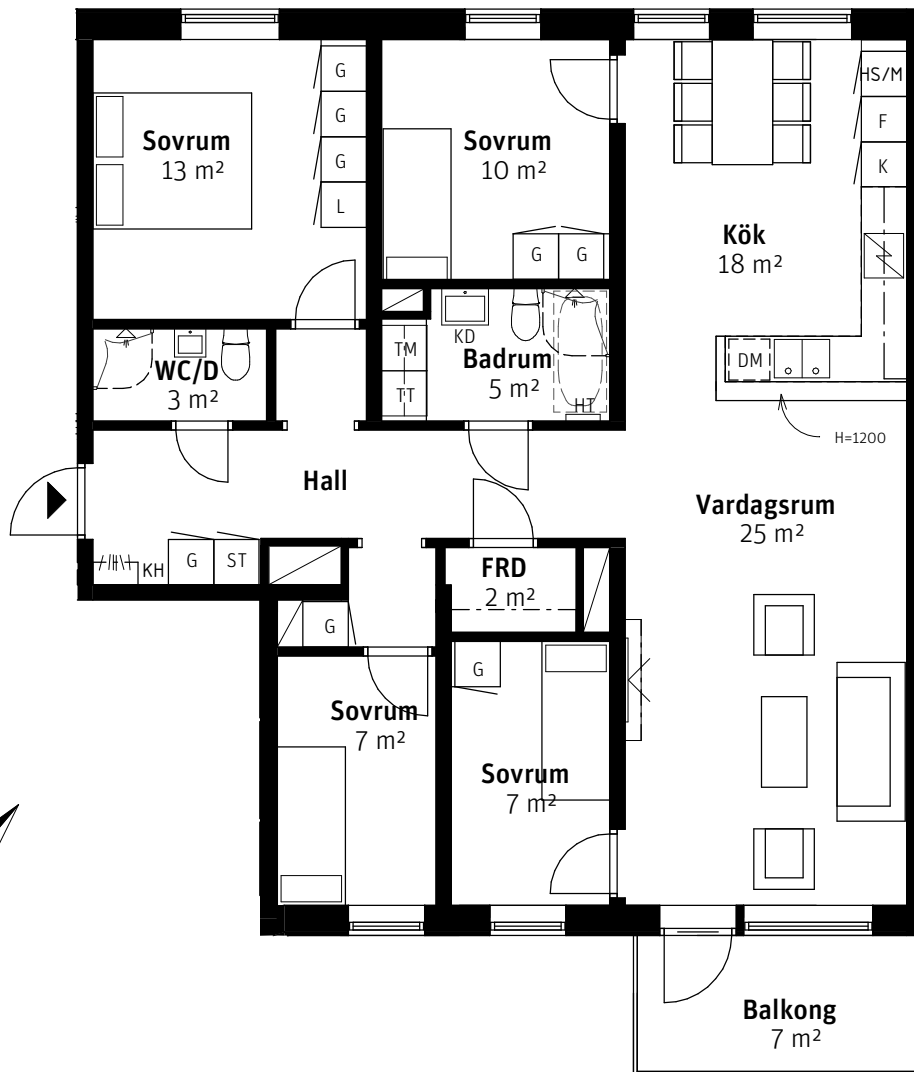 G
G
G
L
Sovrum
13 m²
Sovrum
10 m²
G G
HS/M
F
K
Kök
18 m²
DM
H=1200
WC/D
3 m²
TM
TT
KD
Badrum
5 m²
HT
Hall
Vardagsrum
25 m²
KH
G
ST
FRD
2 m²
G
G
Sovrum
7 m²
Sovrum
7 m²
Balkong
7 m²